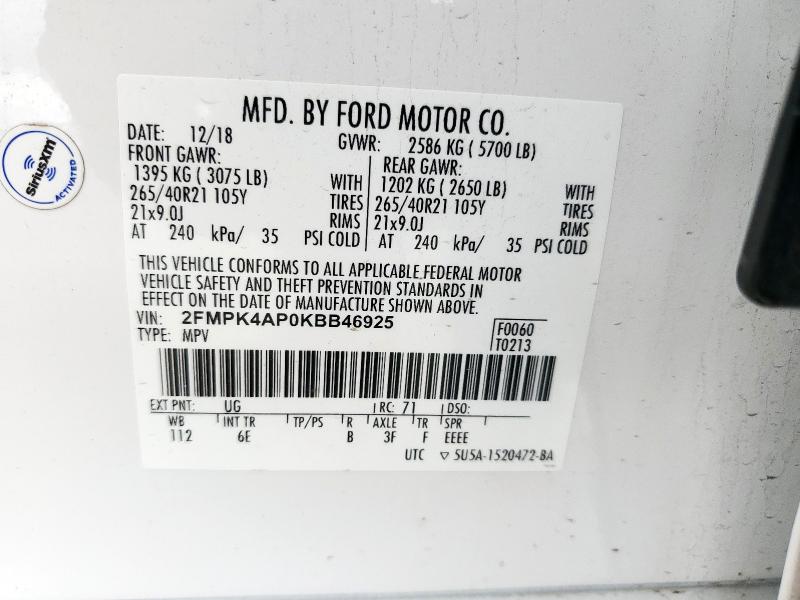 MFD. BY FORD MOTOR CO.
DATE: 12/18 GVWR: 2586 KG ( 5700 LB)
FRONT GAWR: REAR GAWR:
1395 KG ( 3075 LB) WITH 1202 KG ( 2650 LB) WITH
265/40R21 105Y TIRES 265/40R21 105Y TIRES
21x9.0J RIMS 21x9.0J RIMS
AT 240 kPa/ 35 PSI COLD AT 240 kPa/ 35 PSI COLD
THIS VEHICLE CONFORMS TO ALL APPLICABLE FEDERAL MOTOR
VEHICLE SAFETY AND THEFT PREVENTION STANDARDS IN
EFFECT ON THE DATE OF MANUFACTURE SHOWN ABOVE.
VIN: 2FMPK4AP0KBB46925 F0060
TYPE: MPV T0213
EXT PNT: UG RC: 71 DSO:
WB INT TR TP/PS R AXLE TR SPR
112 6E B 3F F EEEE
UTC ▽ 5U5A-1520472-BA
SiriusXm
ACTIVATED